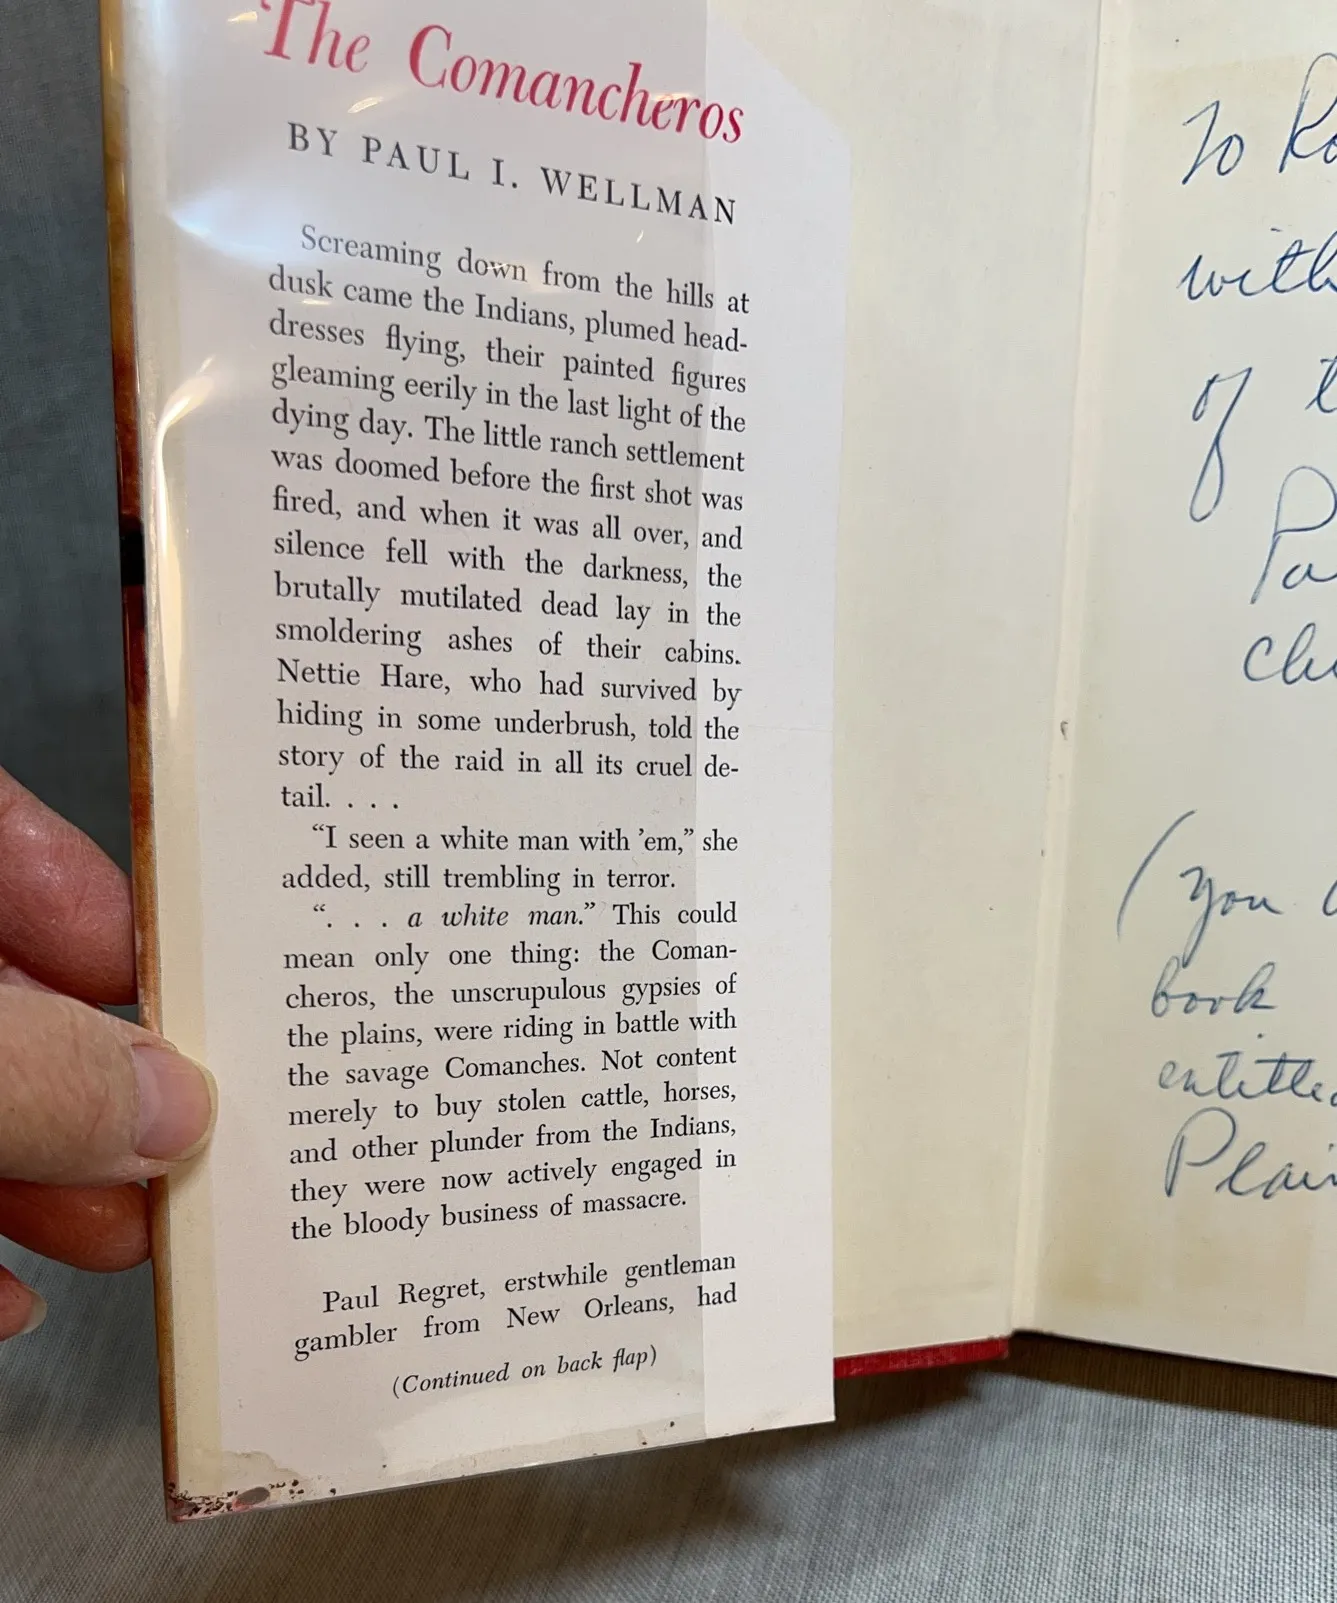 The Comancheros
BY PAUL I. WELLMAN
Screaming down from the hills at
dusk came the Indians, plumed head-
dresses flying, their painted figures
gleaming eerily in the last light of the
dying day. The little ranch settlement
was doomed before the first shot was
fired, and when it was all over, and
silence fell with the darkness, the
brutally mutilated dead lay in the
smoldering ashes of their cabins.
Nettie Hare, who had survived by
hiding in some underbrush, told the
story of the raid in all its cruel de-
tail. . . .
“I seen a white man with ’em,” she
added, still trembling in terror.
“. . . a white man.” This could
mean only one thing: the Coman-
cheros, the unscrupulous gypsies of
the plains, were riding in battle with
the savage Comanches. Not content
merely to buy stolen cattle, horses,
and other plunder from the Indians,
they were now actively engaged in
the bloody business of massacre.
Paul Regret, erstwhile gentleman
gambler from New Orleans, had
(Continued on back flap)
To
with
of
(you
book